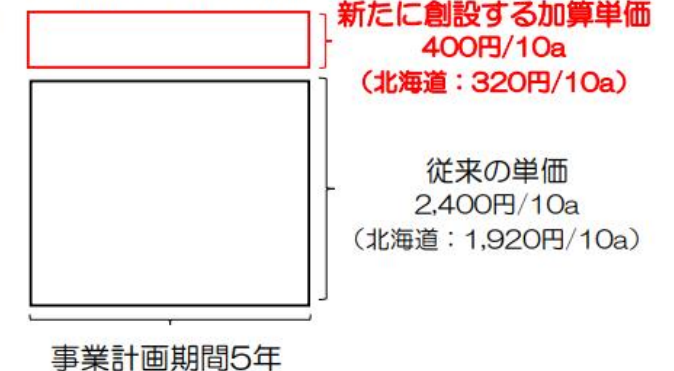 新たに創設する加算単価
400円/10a
（北海道：320円/10a）
従来の単価
2,400円/10a
（北海道：1,920円/10a）
事業計画期間5年